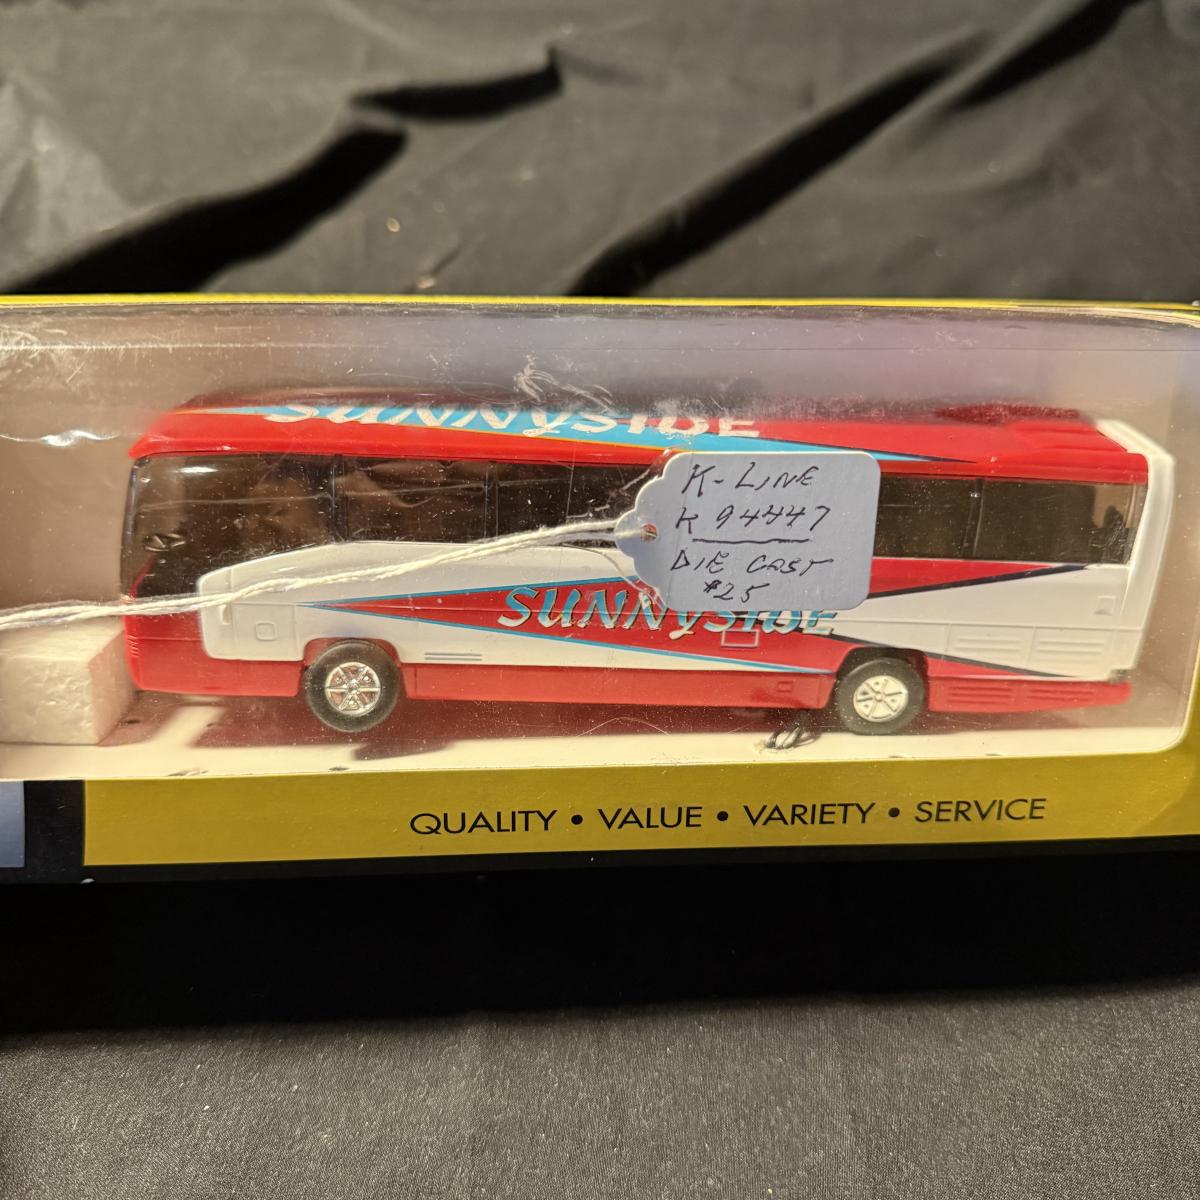 SUNNYSIDE
K-LINE
K 94447
DIE CAST
$25
SUNNYSIDE
QUALITY • VALUE • VARIETY • SERVICE